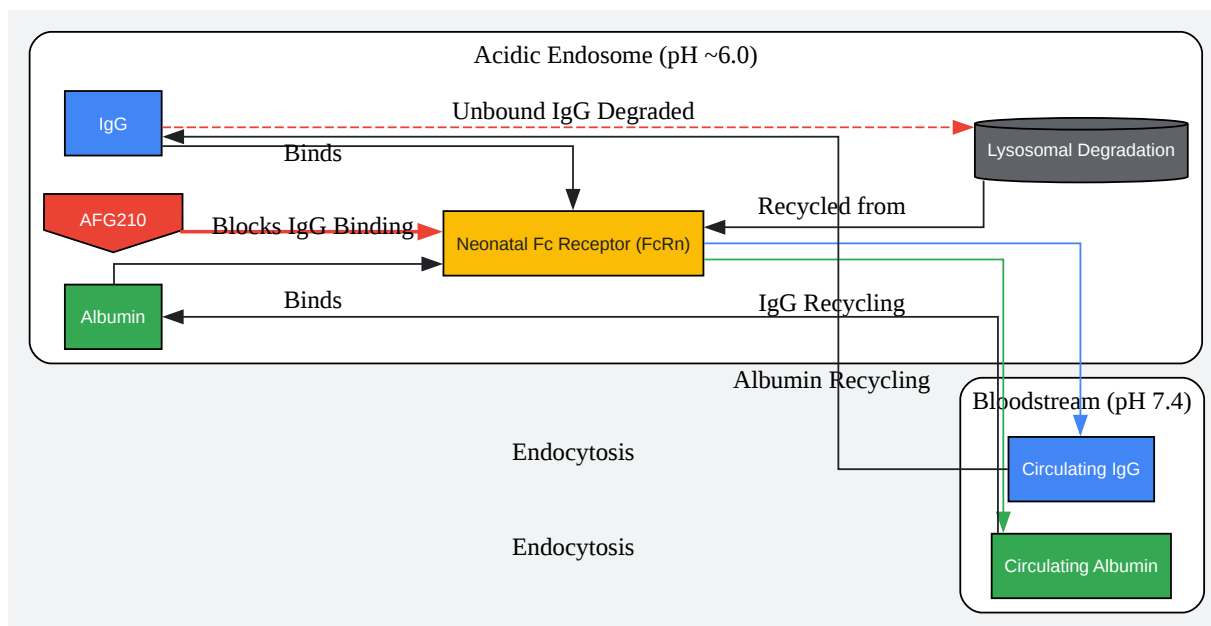 Acidic Endosome (pH ~6.0)
Unbound IgG Degraded
IgG
Lysosomal Degradation
Binds
Recycled from
AFG210
Blocks IgG Binding
Neonatal Fc Receptor (FcRn)
Binds
IgG Recycling
Albumin
Albumin Recycling
Bloodstream (pH 7.4)
Endocytosis
Circulating IgG
Endocytosis
Circulating Albumin